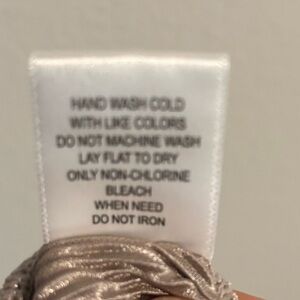 HAND WASH COLD
WITH LIKE COLORS
DO NOT MACHINE WASH
LAY FLAT TO DRY
ONLY NON-CHLORINE
BLEACH
WHEN NEED
DO NOT IRON